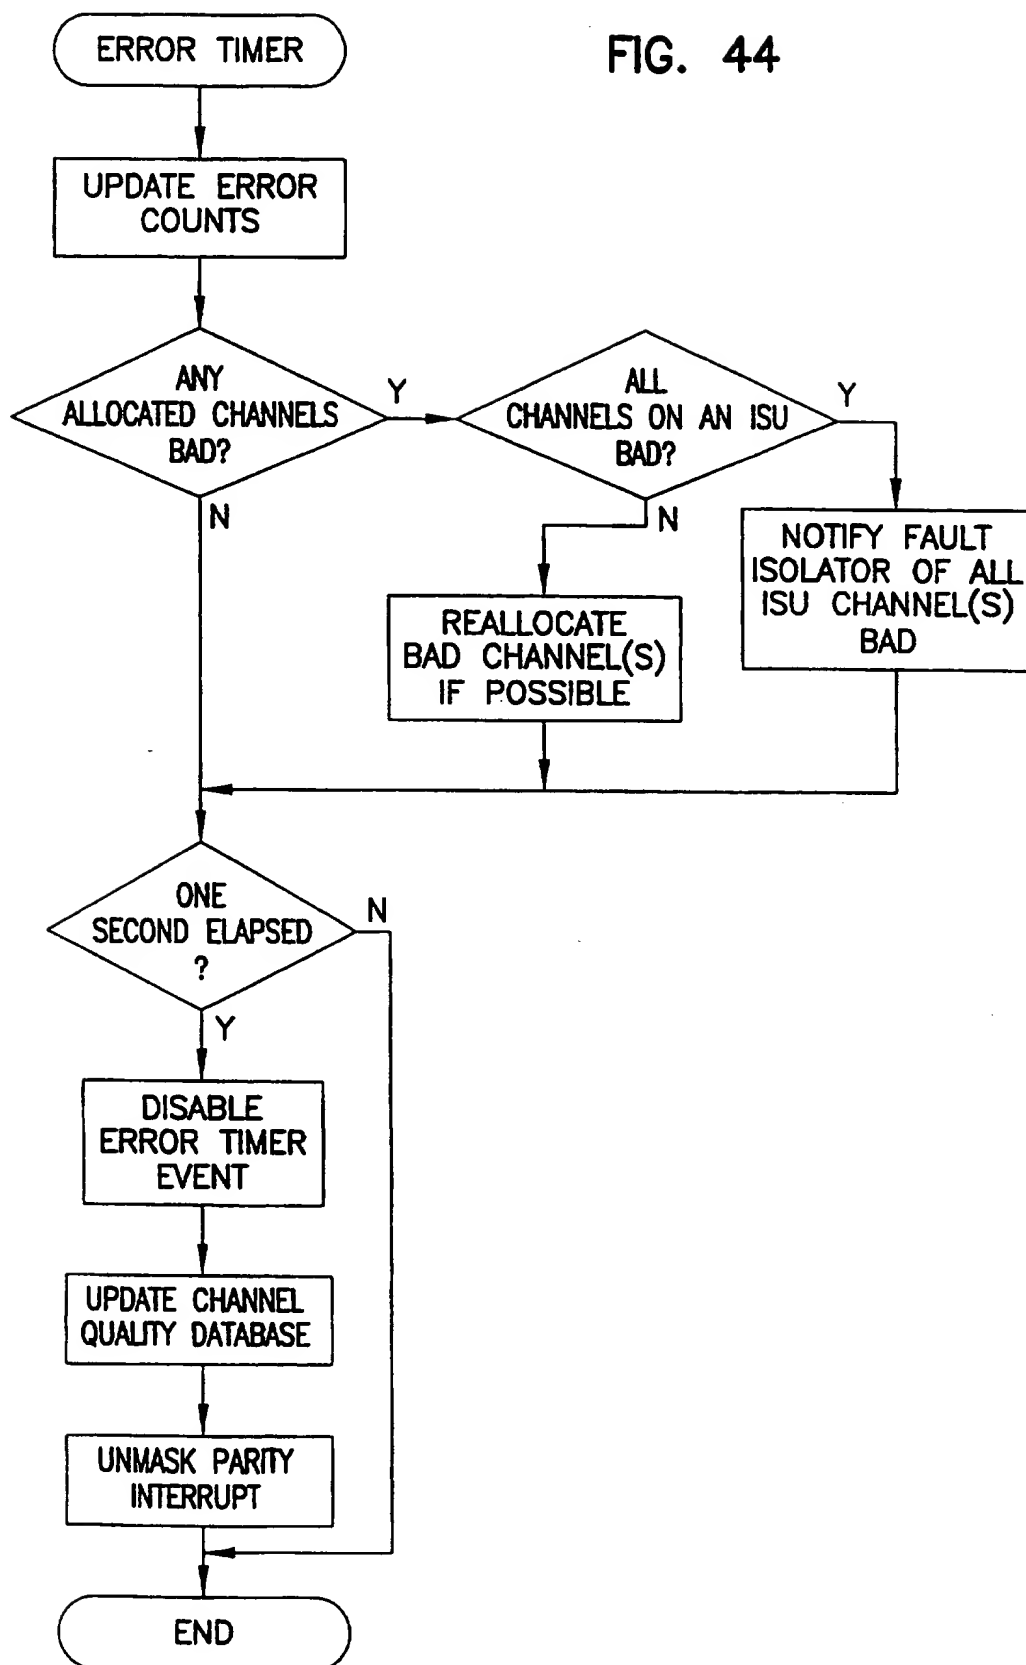 ERROR TIMER
FIG. 44
UPDATE ERROR
COUNTS
ANY
ALLOCATED CHANNELS
BAD?
Y
N
ALL
CHANNELS ON AN ISU
BAD?
Y
N
NOTIFY FAULT
ISOLATOR OF ALL
ISU CHANNEL(S)
BAD
REALLOCATE
BAD CHANNEL(S)
IF POSSIBLE
ONE
SECOND ELAPSED
?
N
Y
DISABLE
ERROR TIMER
EVENT
UPDATE CHANNEL
QUALITY DATABASE
UNMASK PARITY
INTERRUPT
END